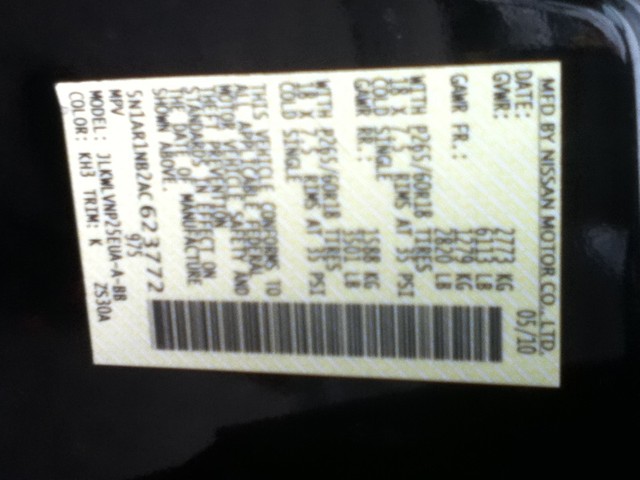 MFD BY NISSAN MOTOR CO., LTD.
DATE: 05/10
GVWR: 2773 KG
6113 LB
GAWR FR.: 1279 KG
2820 LB
WITH P265/60R18 TIRES
18 X 7.5 RIMS AT 35 PSI
COLD SINGLE
GAWR RR.: 1588 KG
3501 LB
WITH P265/60R18 TIRES
18 X 7.5 RIMS AT 35 PSI
COLD SINGLE
THIS VEHICLE CONFORMS TO
ALL APPLICABLE FEDERAL
MOTOR VEHICLE SAFETY AND
THEFT PREVENTION
STANDARDS IN EFFECT ON
THE DATE OF MANUFACTURE
SHOWN ABOVE.
5N1AR1NB2AC623772
MPV 975
MODEL: JLKWLVNP25EUA-A-BB
COLOR: KH3 TRIM: K 2530A